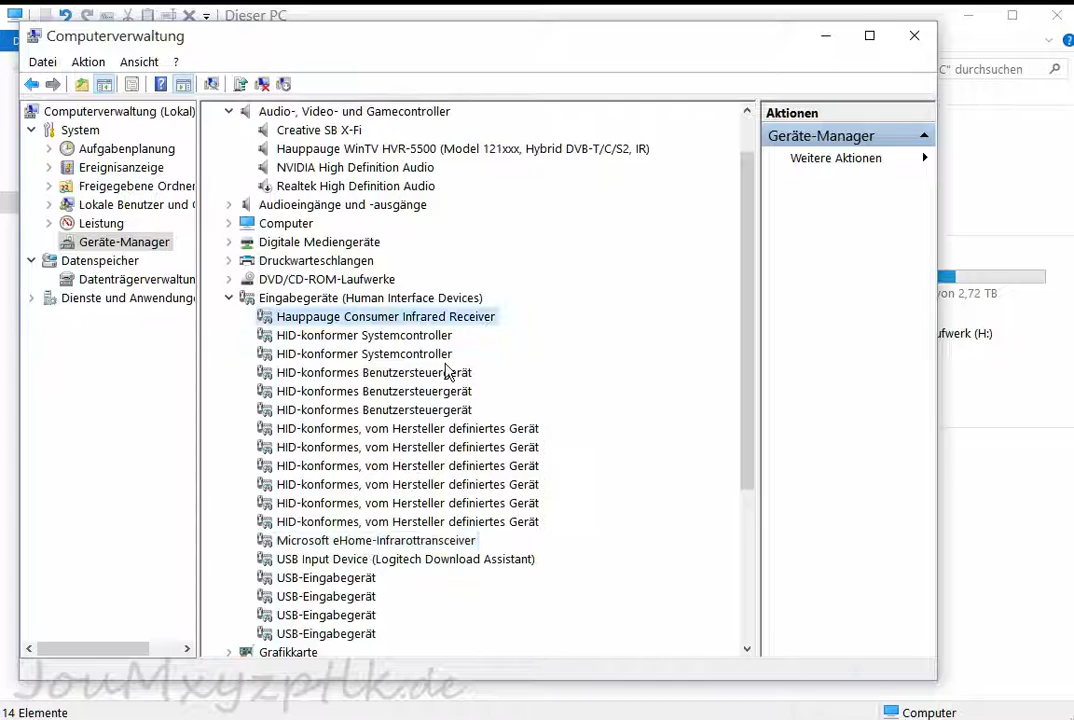 Dieser PC
Computerverwaltung
Datei Aktion Ansicht ?
C" durchsuchen
Computerverwaltung (Lokal)
System
Aufgabenplanung
Ereignisanzeige
Freigegebene Ordner
Lokale Benutzer und G
Leistung
Geräte-Manager
Datenspeicher
Datenträgerverwaltun
Dienste und Anwendung
Audio-, Video- und Gamecontroller
Creative SB X-Fi
Hauppauge WinTV HVR-5500 (Model 121xxx, Hybrid DVB-T/C/S2, IR)
NVIDIA High Definition Audio
Realtek High Definition Audio
Audioeingänge und -ausgänge
Computer
Digitale Mediengeräte
Druckwarteschlangen
DVD/CD-ROM-Laufwerke
Eingabegeräte (Human Interface Devices)
Hauppauge Consumer Infrared Receiver
HID-konformer Systemcontroller
HID-konformer Systemcontroller
HID-konformes Benutzersteuergerät
HID-konformes Benutzersteuergerät
HID-konformes Benutzersteuergerät
HID-konformes, vom Hersteller definiertes Gerät
HID-konformes, vom Hersteller definiertes Gerät
HID-konformes, vom Hersteller definiertes Gerät
HID-konformes, vom Hersteller definiertes Gerät
HID-konformes, vom Hersteller definiertes Gerät
HID-konformes, vom Hersteller definiertes Gerät
Microsoft eHome-Infrarottransceiver
USB Input Device (Logitech Download Assistant)
USB-Eingabegerät
USB-Eingabegerät
USB-Eingabegerät
USB-Eingabegerät
Grafikkarte
Aktionen
Geräte-Manager
Weitere Aktionen
von 2,72 TB
ufwerk (H:)
JouMxyzptlk.de
14 Elemente
Computer